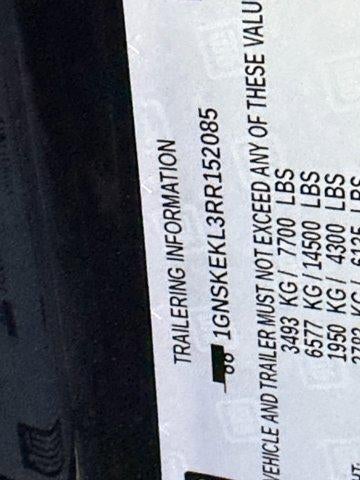 TRAILERING INFORMATION
1GNSKEKL3RR152085
VEHICLE AND TRAILER MUST NOT EXCEED ANY OF THESE VALU
3493 KG / 7700 LBS
6577 KG / 14500 LBS
1950 KG / 4300 LBS
LBS